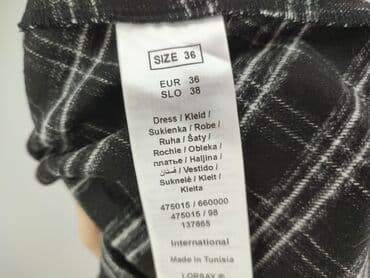 SIZE 36
EUR 36
SLO 38
Dress / Kleid /
Sukienka / Robe /
Ruha / Šaty /
Rochie / Obleka /
платье / Haljina /
فستان / Vestido /
Suknelė / Kleit /
Kleita
475015 / 660000
475015 / 98
137865
International
Made in Tunisia
LORSAY®